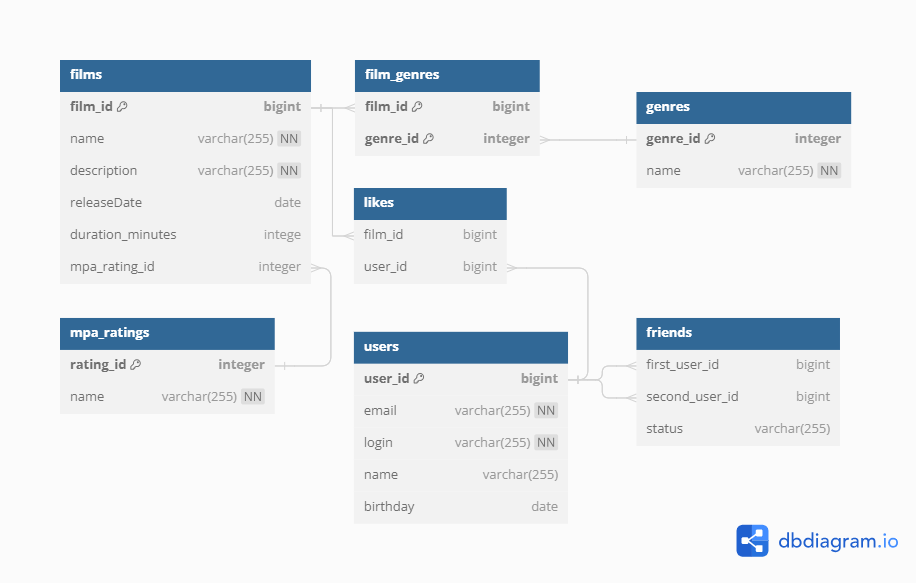 films
film_id bigint
name varchar(255) NN
description varchar(255) NN
releaseDate date
duration_minutes intege
mpa_rating_id integer
film_genres
film_id bigint
genre_id integer
genres
genre_id integer
name varchar(255) NN
likes
film_id bigint
user_id bigint
mpa_ratings
rating_id integer
name varchar(255) NN
users
user_id bigint
email varchar(255) NN
login varchar(255) NN
name varchar(255)
birthday date
friends
first_user_id bigint
second_user_id bigint
status varchar(255)
dbdiagram.io